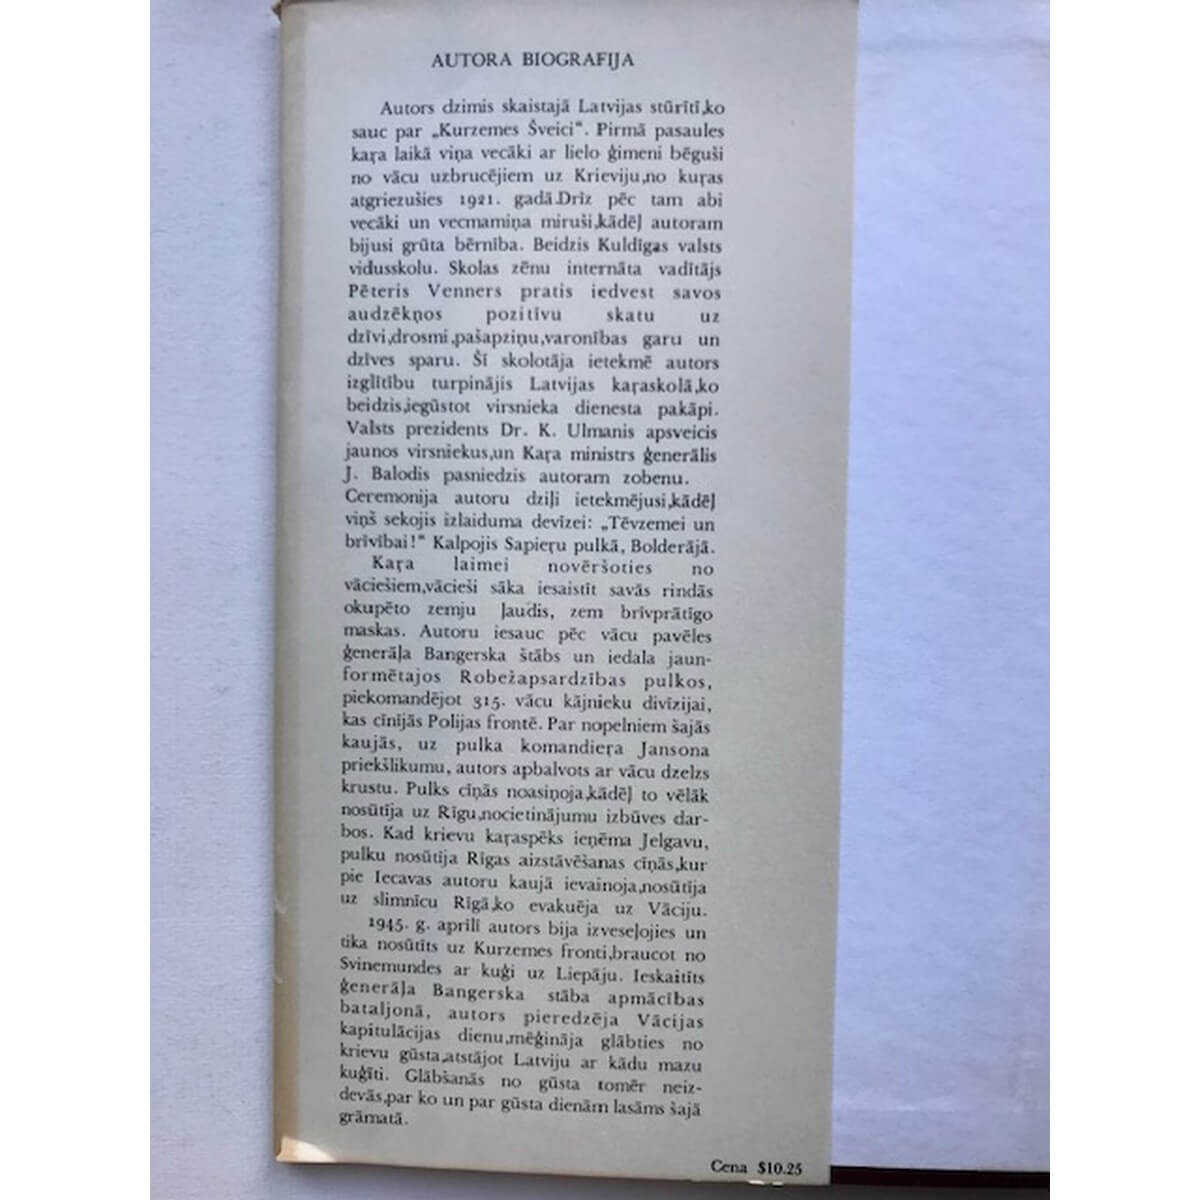 AUTORA BIOGRAFIJA
Autors dzimis skaistajā Latvijas stūrītī,ko
sauc par „Kurzemes Šveici“. Pirmā pasaules
kaŗa laikā viņa vecāki ar lielo ģimeni bēguši
no vācu uzbrucējiem uz Krieviju,no kuŗas
atgriezušies 1921. gadā.Drīz pēc tam abi
vecāki un vecmamiņa miruši,kādēļ autoram
bijusi grūta bērnība. Beidzis Kuldīgas valsts
vidusskolu. Skolas zēnu internāta vadītājs
Pēteris Venners pratis iedvest savos
audzēkņos pozitīvu skatu uz
dzīvi,drosmi,pašapziņu,varonības garu un
dzīves sparu. Šī skolotāja ietekmē autors
izglītību turpinājis Latvijas kaŗaskolā,ko
beidzis,iegūstot virsnieka dienesta pakāpi.
Valsts prezidents Dr. K. Ulmanis apsveicis
jaunos virsniekus,un Kaŗa ministrs ģenerālis
J. Balodis pasniedzis autoram zobenu.
Ceremonija autoru dziļi ietekmējusi,kādēļ
viņš sekojis izlaiduma devīzei: „Tēvzemei un
brīvībai!“ Kalpojis Sapieŗu pulkā, Bolderājā.
Kaŗa laimei novēršoties no
vāciešiem,vācieši sāka iesaistīt savās rindās
okupēto zemju ļaudis, zem brīvprātīgo
maskas. Autoru iesauc pēc vācu pavēles
ģenerāļa Bangerska štābs un iedala jaun-
formētajos Robežapsardzības pulkos,
piekomandējot 315. vācu kājnieku divīzijai,
kas cīnījās Polijas frontē. Par nopelniem šajās
kaujās, uz pulka komandieŗa Jansona
priekšlikumu, autors apbalvots ar vācu dzelzs
krustu. Pulks cīņās noasiņoja,kādēļ to vēlāk
nosūtīja uz Rīgu,nocietinājumu izbūves dar-
bos. Kad krievu kaŗaspēks ieņēma Jelgavu,
pulku nosūtīja Rīgas aizstāvēšanas cīņās,kur
pie Iecavas autoru kaujā ievainoja,nosūtīja
uz slimnīcu Rīgā,ko evakuēja uz Vāciju.
1945. g. aprīlī autors bija izveseļojies un
tika nosūtīts uz Kurzemes fronti,braucot no
Svinemundes ar kuģi uz Liepāju. Ieskaitīts
ģenerāļa Bangerska stāba apmācības
bataljonā, autors pieredzēja Vācijas
kapitulācijas dienu,mēģināja glābties no
krievu gūsta,atstājot Latviju ar kādu mazu
kuģīti. Glābšanās no gūsta tomēr neiz-
devās,par ko un par gūsta dienām lasāms šajā
grāmatā.
Cena $10.25